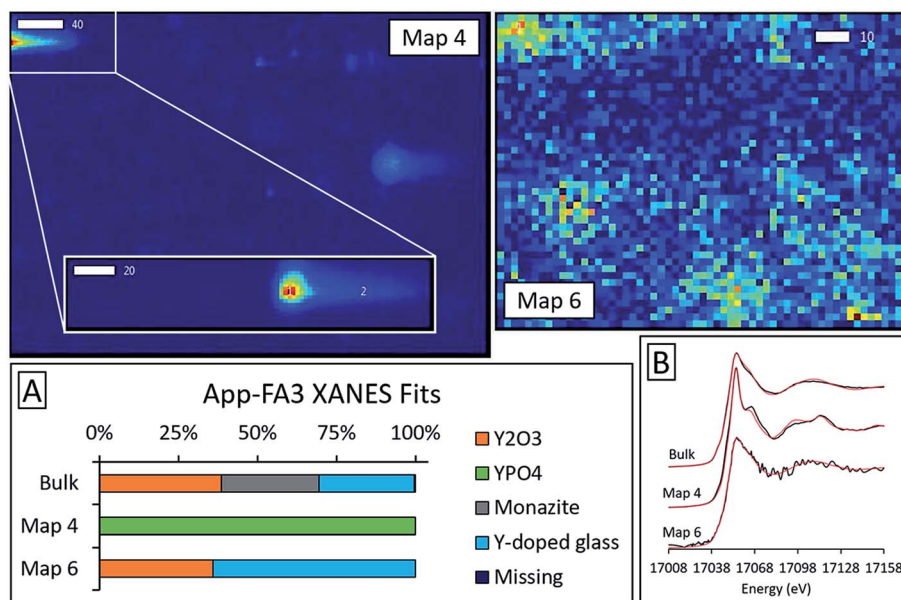 40
Map 4
20
1
2
10
Map 6
A
App-FA3 XANES Fits
0% 25% 50% 75% 100%
Bulk
Map 4
Map 6
Y2O3
YPO4
Monazite
Y-doped glass
Missing
B
Bulk
Map 4
Map 6
17008 17038 17068 17098 17128 17158
Energy (eV)